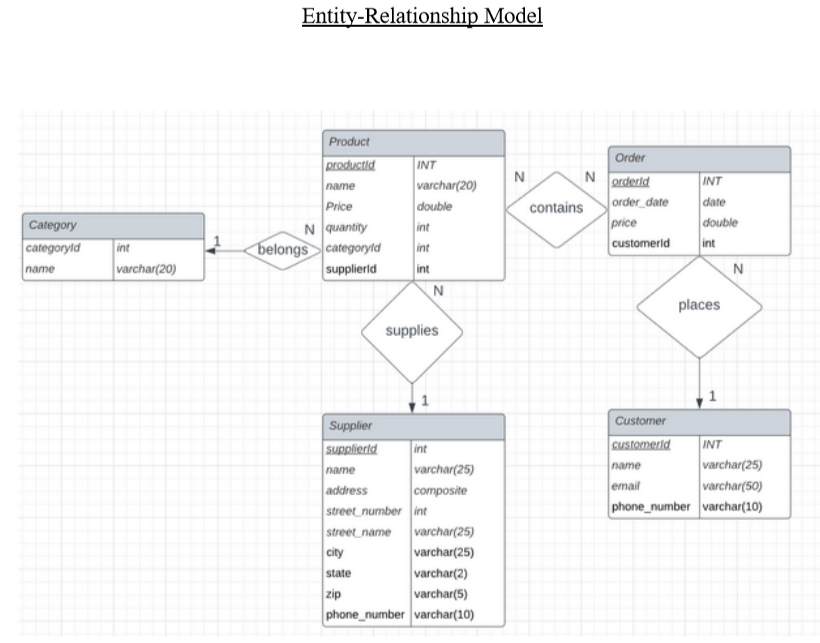 Entity-Relationship Model
Product
productId INT
name varchar(20)
Price double
quantity int
categoryId int
supplierId int
N
contains
N
Order
orderId INT
order_date date
price double
customerId int
Category
categoryId int
name varchar(20)
1
belongs
N
N
supplies
1
N
places
1
Supplier
supplierId int
name varchar(25)
address composite
street_number int
street_name varchar(25)
city varchar(25)
state varchar(2)
zip varchar(5)
phone_number varchar(10)
Customer
customerId INT
name varchar(25)
email varchar(50)
phone_number varchar(10)